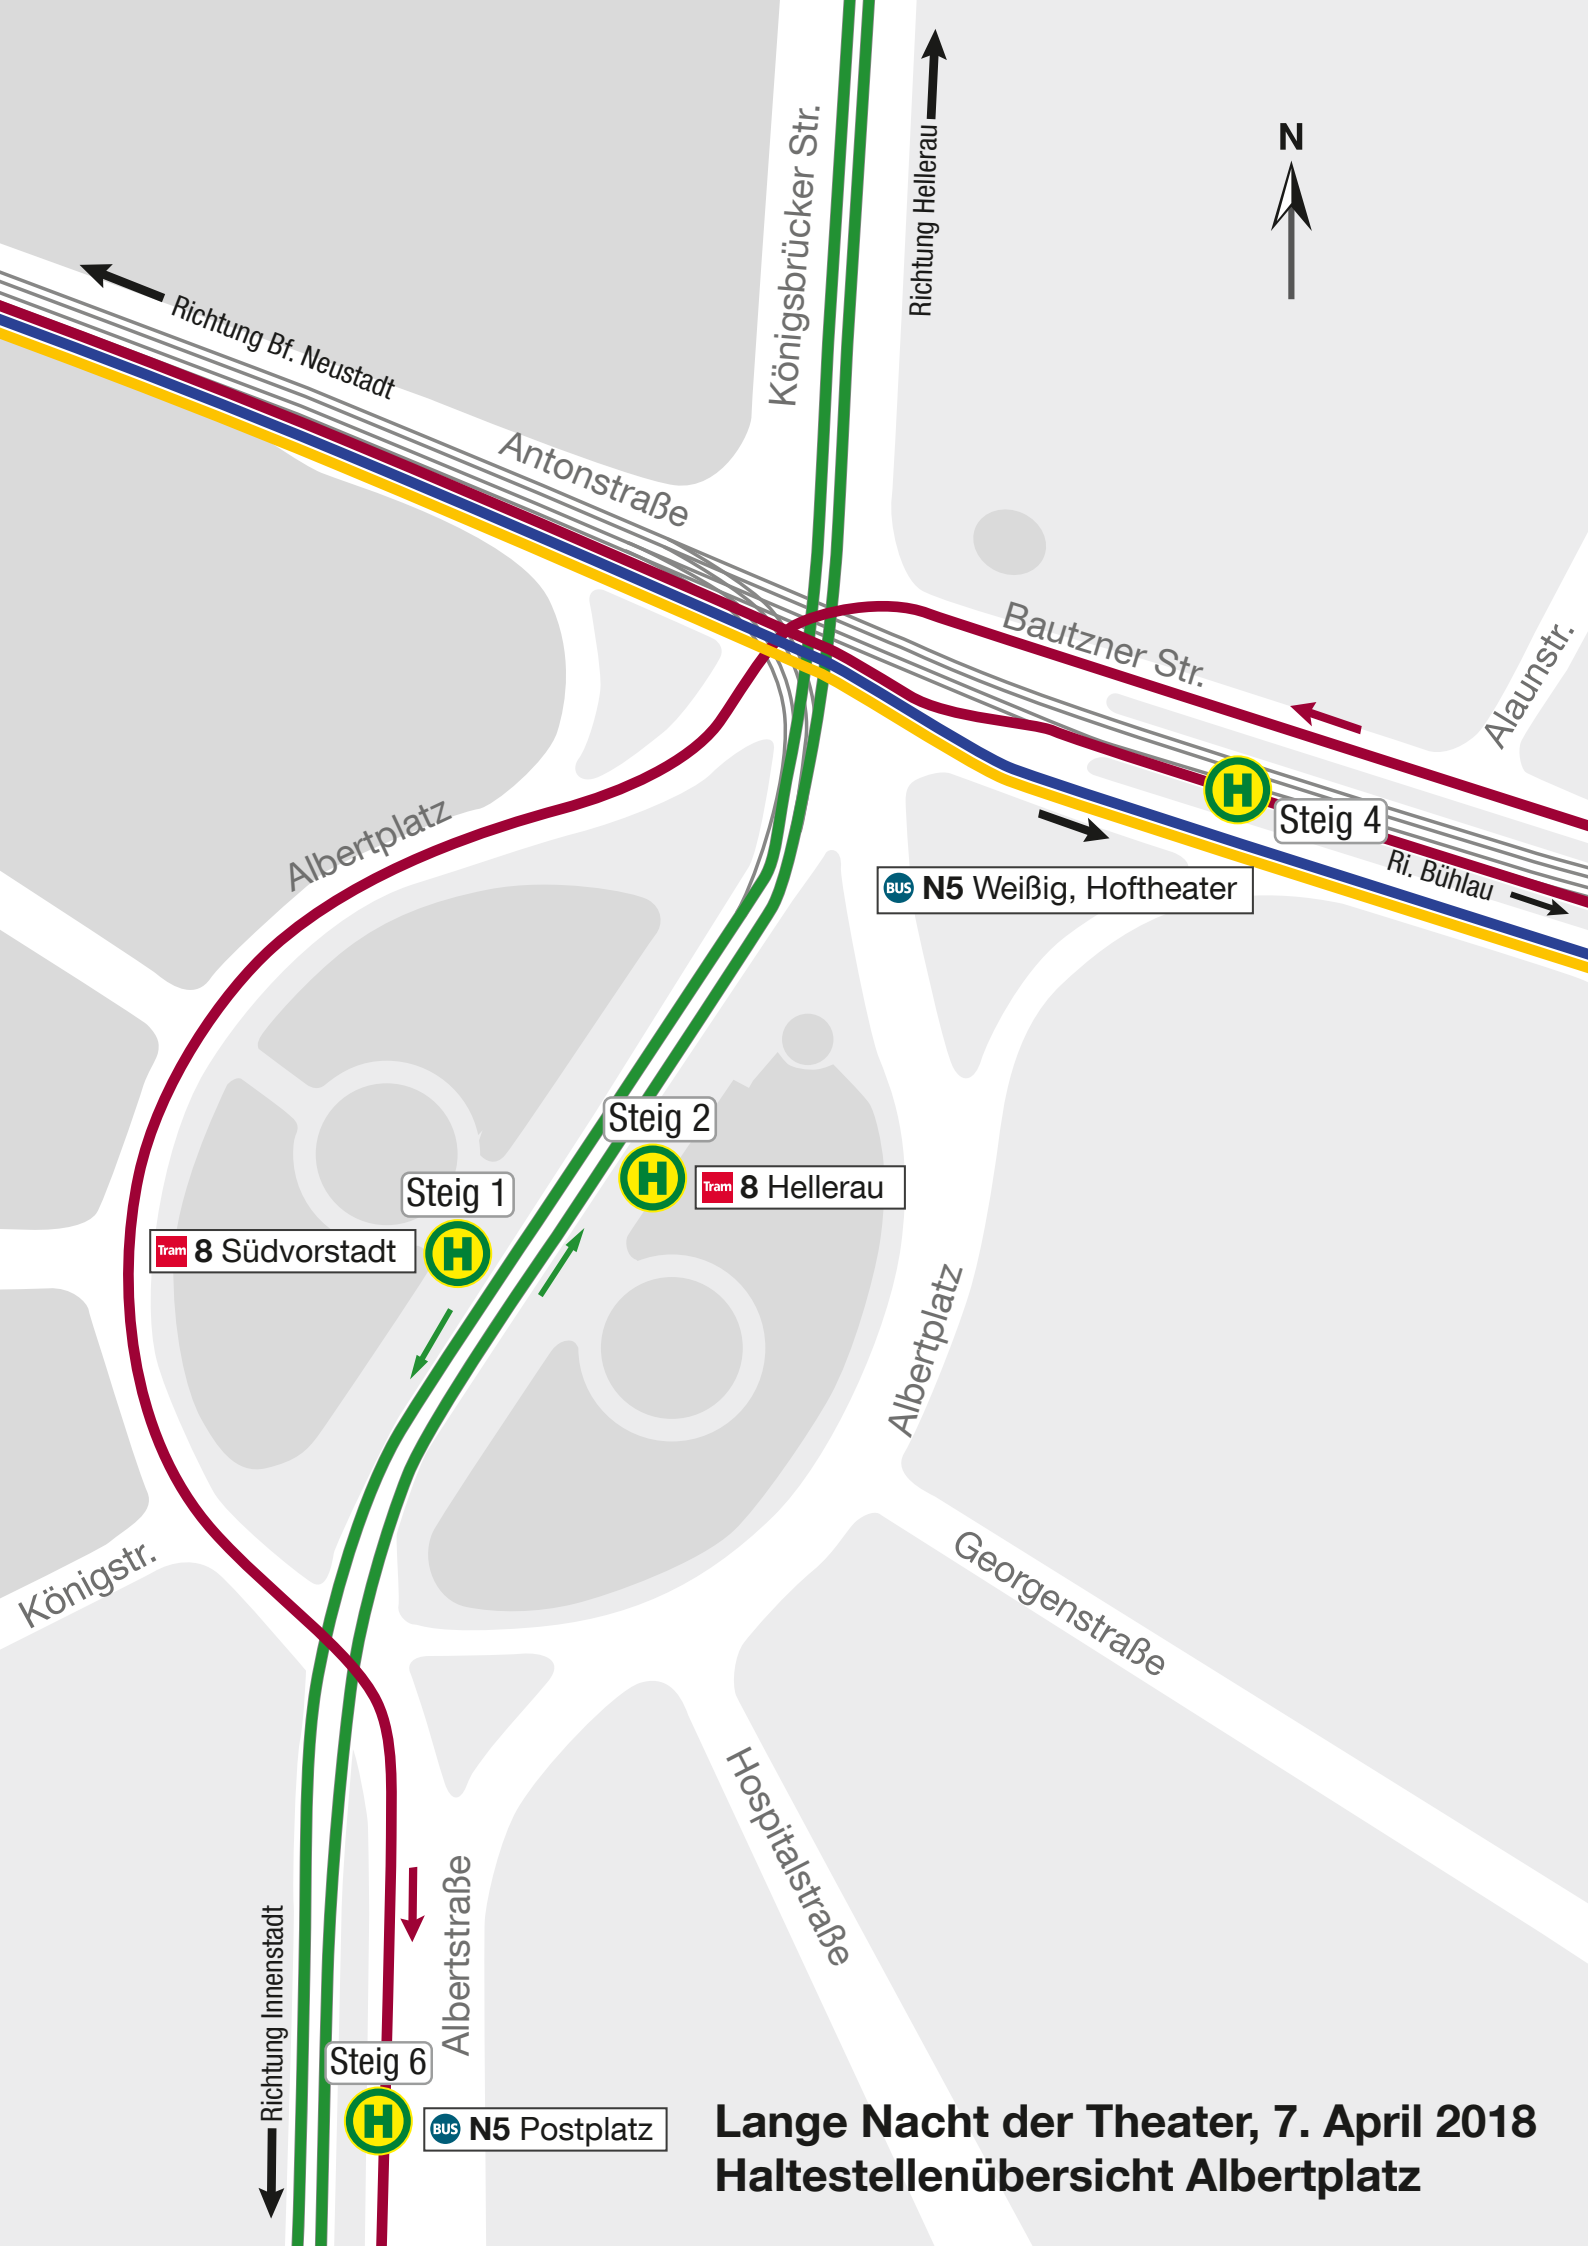 Königsbrücker Str.
Richtung Hellerau
N
Richtung Bf. Neustadt
Antonstraße
Bautzner Str.
Alaunstr.
H
Steig 4
Ri. Bühlau
BUS N5 Weißig, Hoftheater
Albertplatz
Steig 2
H
Tram 8 Hellerau
Steig 1
Tram 8 Südvorstadt
H
Albertplatz
Königstr.
Georgenstraße
Hospitalstraße
Albertstraße
Richtung Innenstadt
Steig 6
H
BUS N5 Postplatz
Lange Nacht der Theater, 7. April 2018
Haltestellenübersicht Albertplatz